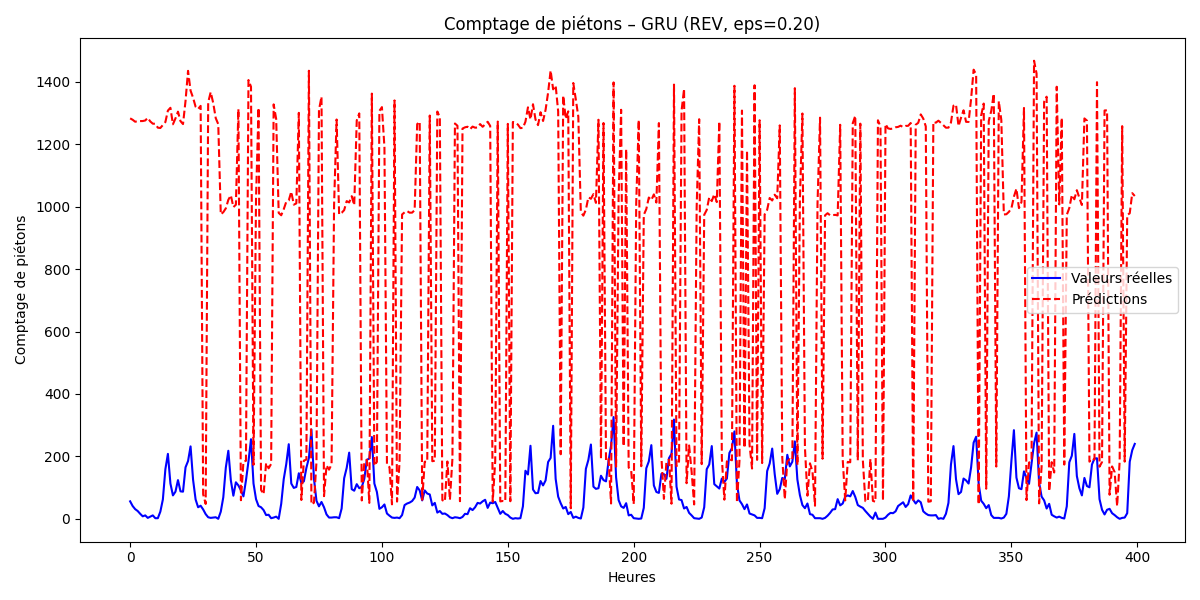 Comptage de piétons – GRU (REV, eps=0.20)
Comptage de piétons
1400
1200
1000
800
600
400
200
0
Valeurs réelles
Prédictions
0 50 100 150 200 250 300 350 400
Heures